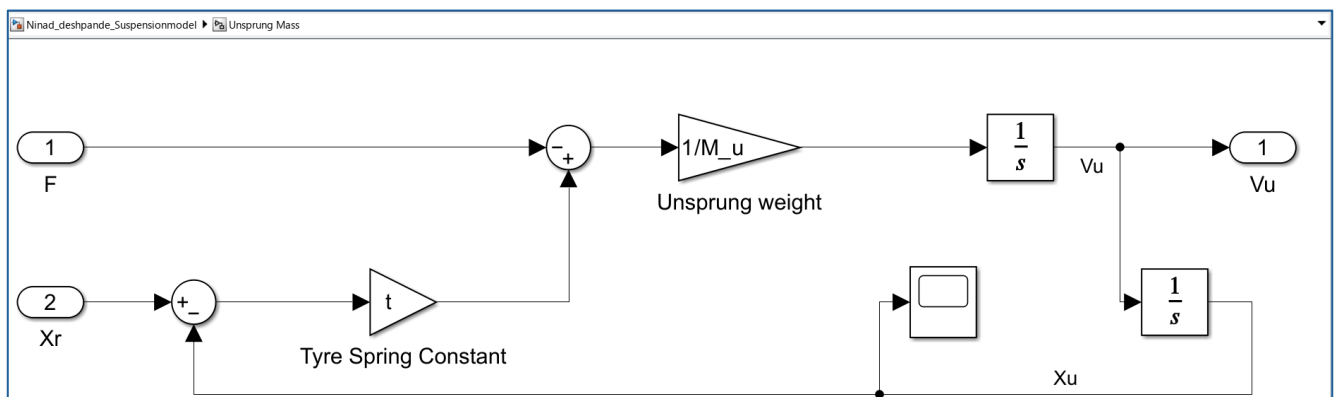 Ninad_deshpande_Suspensionmodel Unsprung Mass
1
F
−
+
1/M_u
Unsprung weight
1
s
Vu
1
Vu
2
Xr
+
−
t
Tyre Spring Constant
1
s
Xu